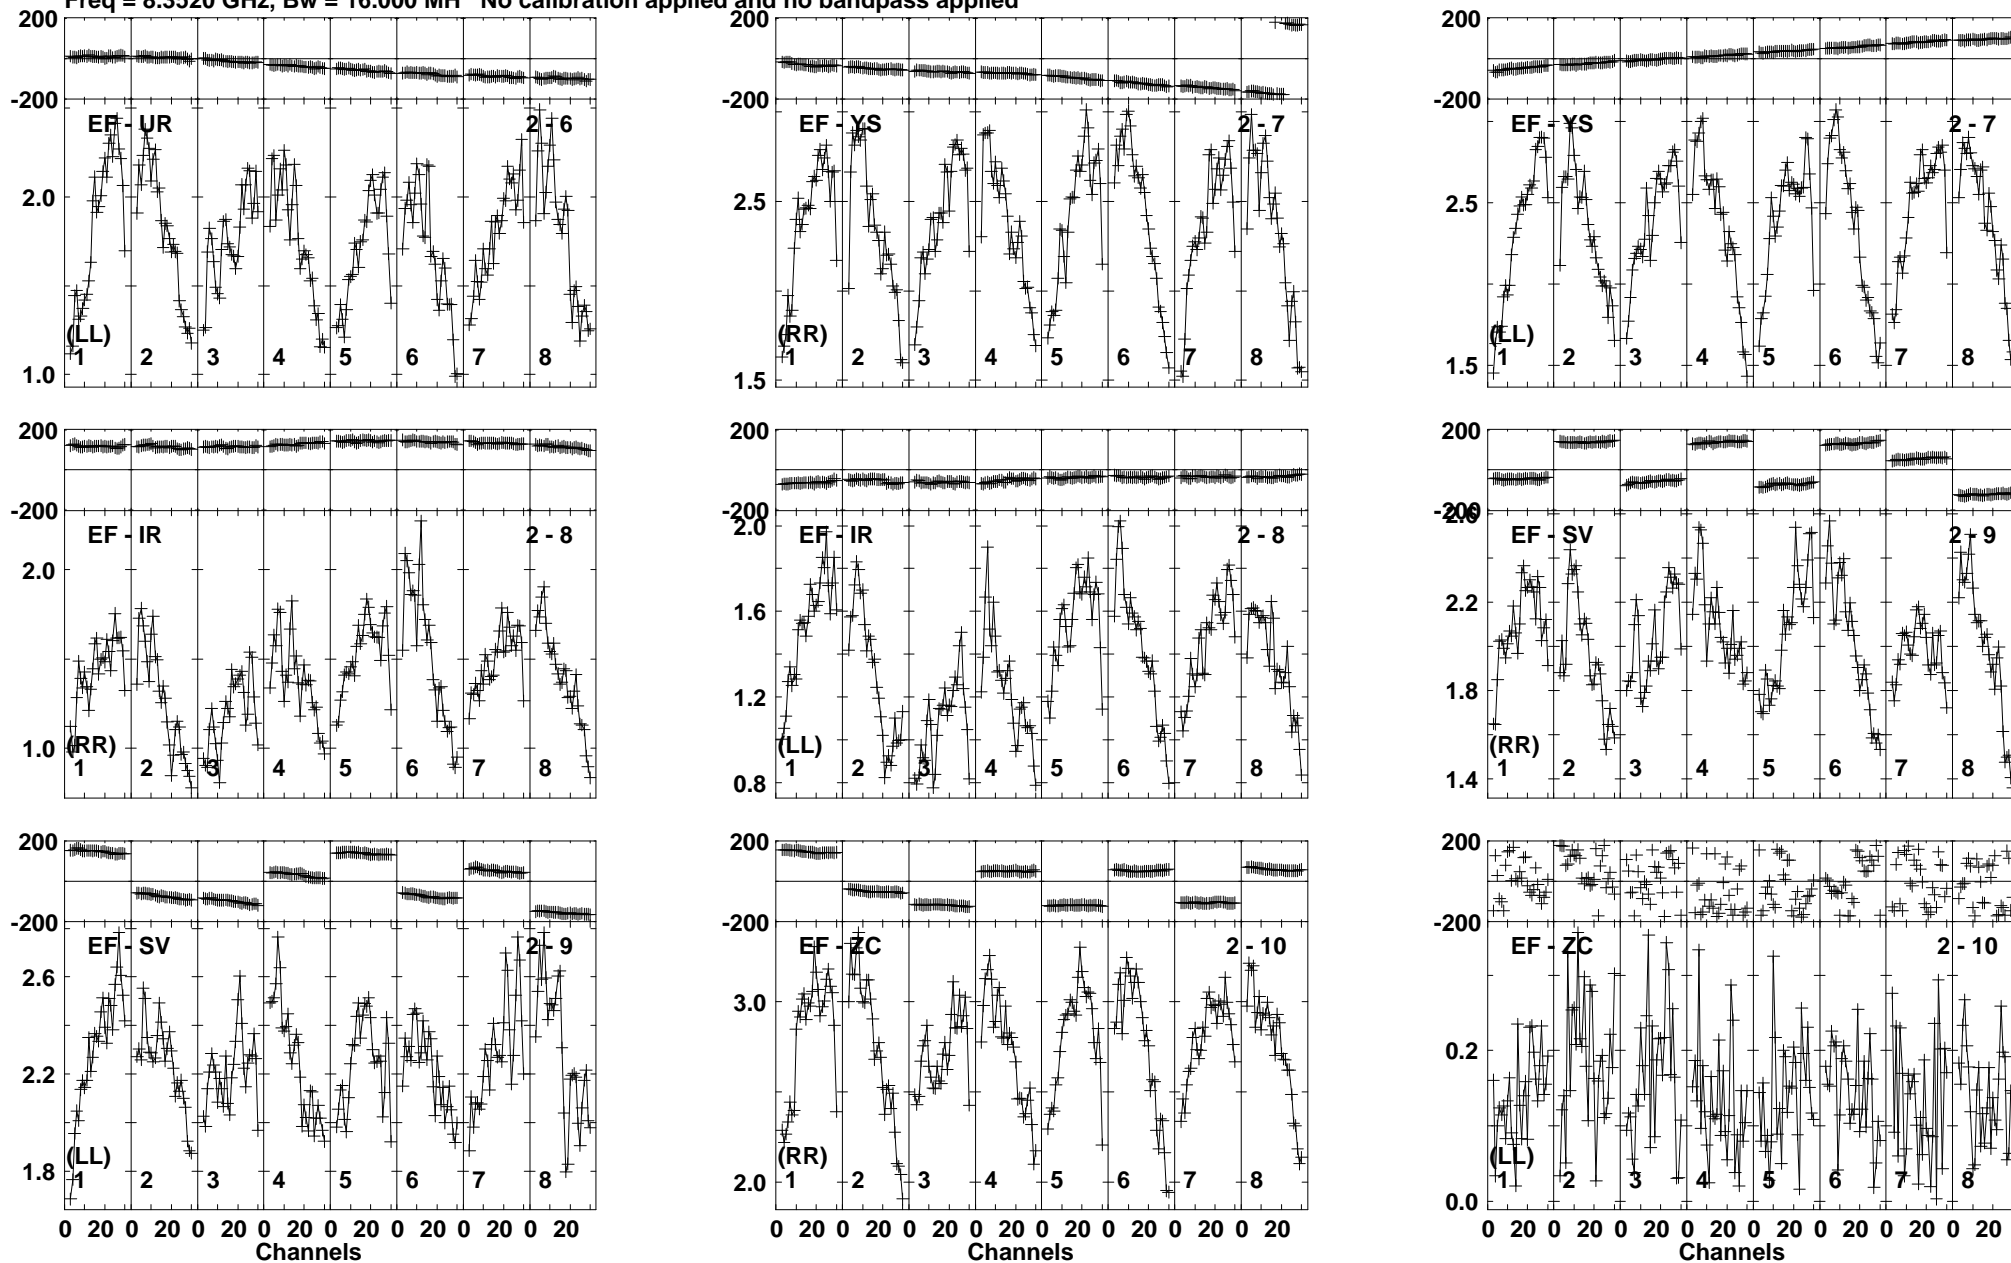 Freq = 8.3520 GHz, Bw = 16.000 MH No calibration applied and no bandpass applied
200 200 200
-200 -200 -200
EF - UR 2 - 6 EF - YS 2 - 7 EF - YS 2 - 7
2.0 2.5 2.5
(LL) (RR) (LL)
1 2 3 4 5 6 7 8 1 2 3 4 5 6 7 8 1 2 3 4 5 6 7 8
1.0 1.5 1.5
200 200 200
-200 -200 -200
2.0 2.6
EF - IR 2 - 8 EF - IR 2 - 8 EF - SV 2 - 9
2.0 1.6 2.2
1.2 1.8
(RR) (LL) (RR)
1.0
1 2 3 4 5 6 7 8 1 2 3 4 5 6 7 8 1 2 3 4 5 6 7 8
0.8 1.4
200 200 200
-200 -200 -200
EF - SV 2 - 9 EF - ZC 2 - 10 EF - ZC 2 - 10
2.6 3.0
2.2 0.2
(LL) (RR) (LL)
1.8
1 2 3 4 5 6 7 8 1 2 3 4 5 6 7 8 1 2 3 4 5 6 7 8
2.0 0.0
0 20 0 20 0 20 0 20 0 20 0 20 0 20 0 20 0 20 0 20 0 20 0 20 0 20 0 20 0 20 0 20 0 20 0 20 0 20 0 20 0 20 0 20 0 20 0 20
Channels Channels Channels